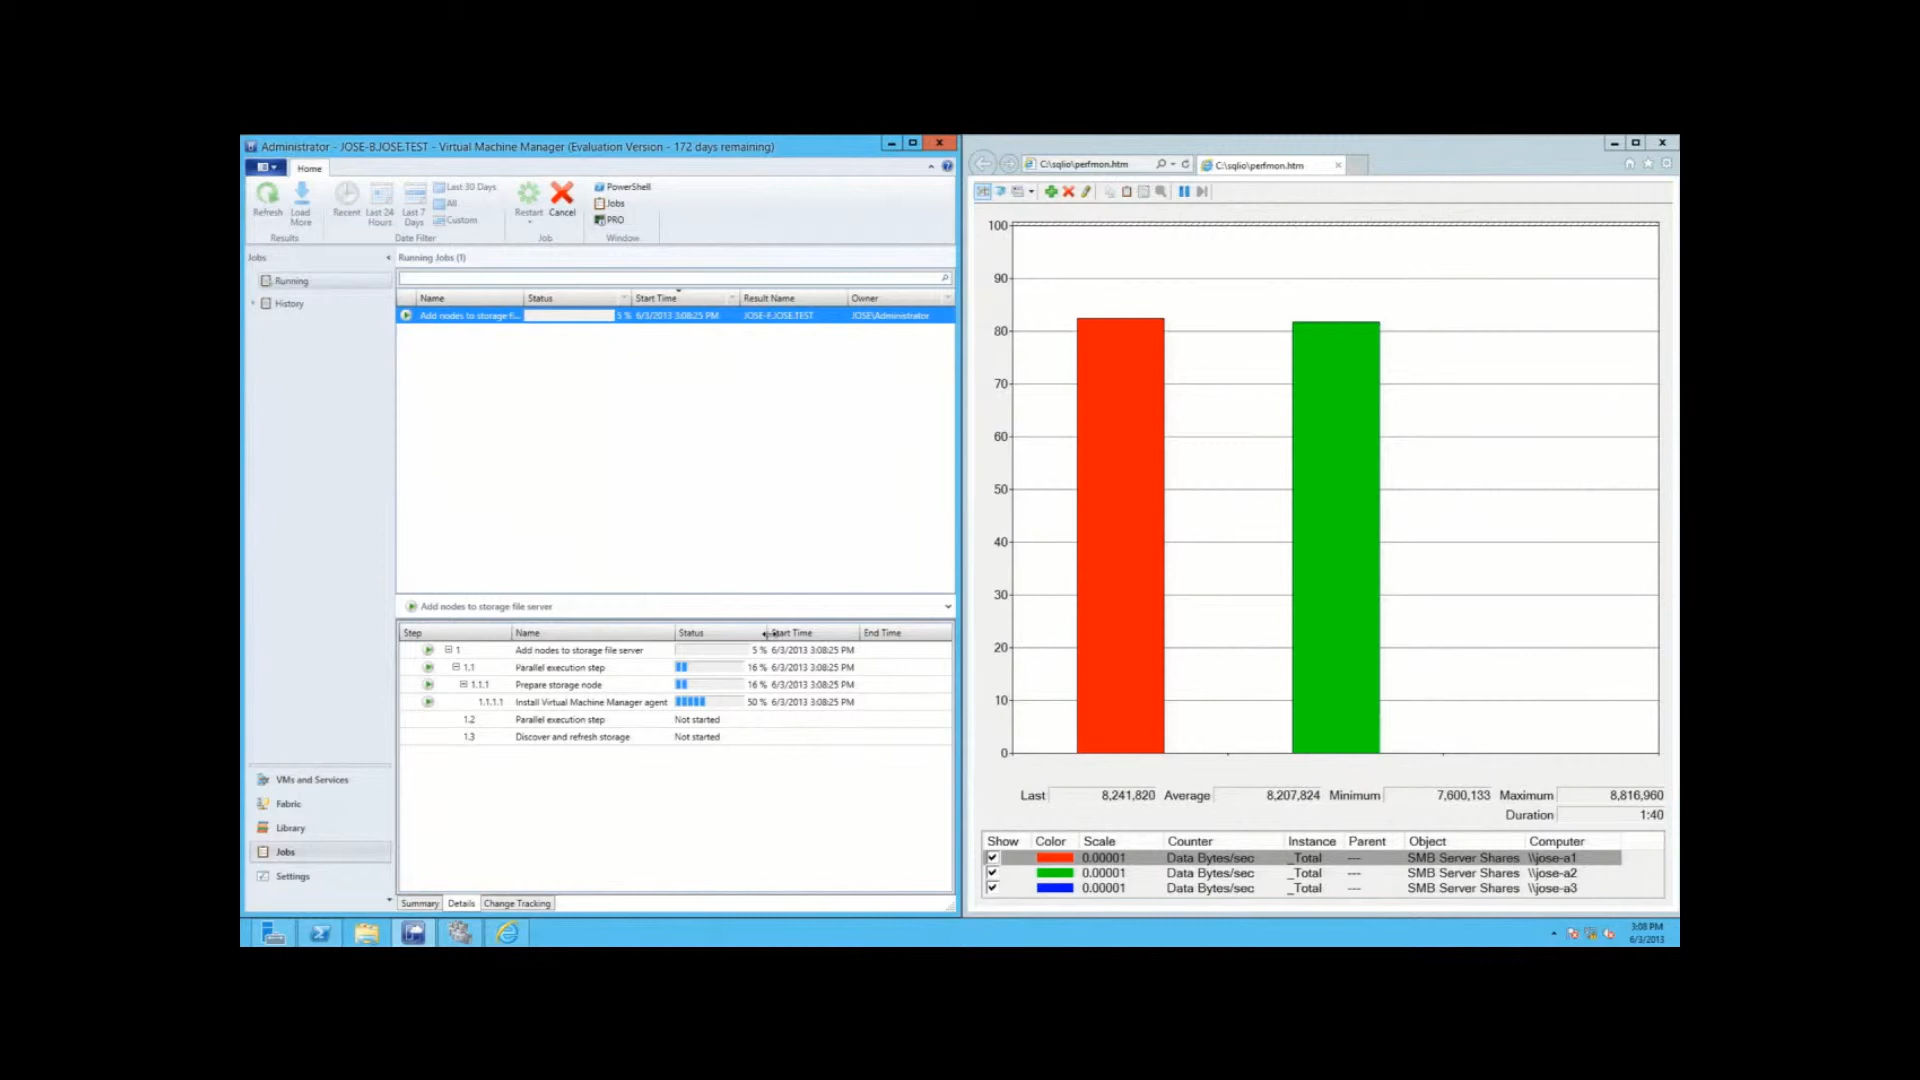 Administrator - JOSE-B.JOSE.TEST - Virtual Machine Manager (Evaluation Version - 172 days remaining)
Home
Refresh
Load More
Recent
Last 24 Hours
Last 7 Days
Last 30 Days
All
Custom
Restart
Cancel
PowerShell
Jobs
PRO
Results
Date Filter
Job
Window
Jobs
Running
History
Running Jobs (1)
Name Status Start Time Result Name Owner
Add nodes to storage fi... 5 % 6/3/2013 3:08:25 PM JOSE-F.JOSE.TEST JOSE\Administrator
Add nodes to storage file server
Step Name Status Start Time End Time
1 Add nodes to storage file server 5 % 6/3/2013 3:08:25 PM
1.1 Parallel execution step 16 % 6/3/2013 3:08:25 PM
1.1.1 Prepare storage node 16 % 6/3/2013 3:08:25 PM
1.1.1.1 Install Virtual Machine Manager agent 50 % 6/3/2013 3:08:25 PM
1.2 Parallel execution step Not started
1.3 Discover and refresh storage Not started
VMs and Services
Fabric
Library
Jobs
Settings
Summary Details Change Tracking
C:\sqlio\perfmon.htm
C:\sqlio\perfmon.htm
100
90
80
70
60
50
40
30
20
10
0
Last 8,241,820 Average 8,207,824 Minimum 7,600,133 Maximum 8,816,960
Duration 1:40
Show Color Scale Counter Instance Parent Object Computer
0.00001 Data Bytes/sec _Total --- SMB Server Shares \\jose-a1
0.00001 Data Bytes/sec _Total --- SMB Server Shares \\jose-a2
0.00001 Data Bytes/sec _Total --- SMB Server Shares \\jose-a3
3:08 PM
6/3/2013